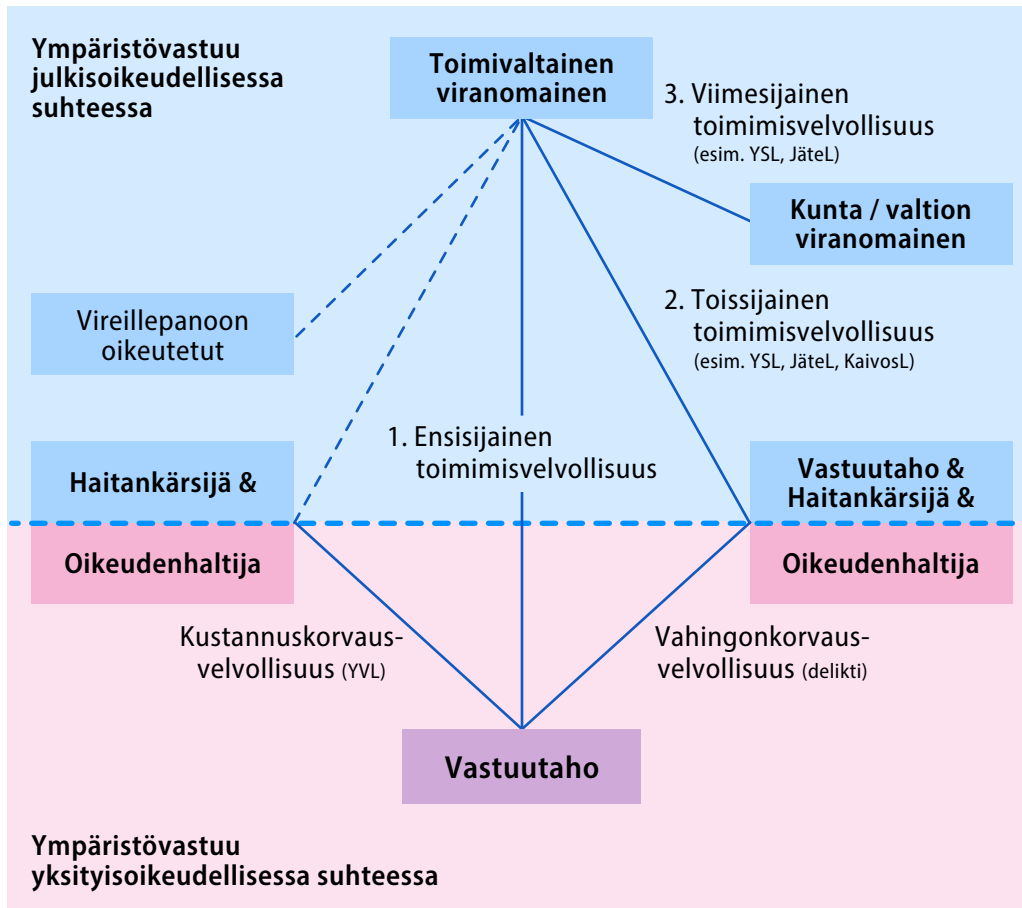 Ympäristövastuu
julkisoikeudellisessa
suhteessa
Toimivaltainen
viranomainen
3. Viimesijainen
toimimisvelvollisuus
(esim. YSL, JäteL)
Kunta / valtion
viranomainen
Vireillepanoon
oikeutetut
2. Toissijainen
toimimisvelvollisuus
(esim. YSL, JäteL, KaivosL)
1. Ensisijainen
toimimisvelvollisuus
Haitankärsijä &
Oikeudenhaltija
Vastuutaho &
Haitankärsijä &
Oikeudenhaltija
Kustannuskorvaus-
velvollisuus (YVL)
Vahingonkorvaus-
velvollisuus (delikti)
Vastuutaho
Ympäristövastuu
yksityisoikeudellisessa suhteessa